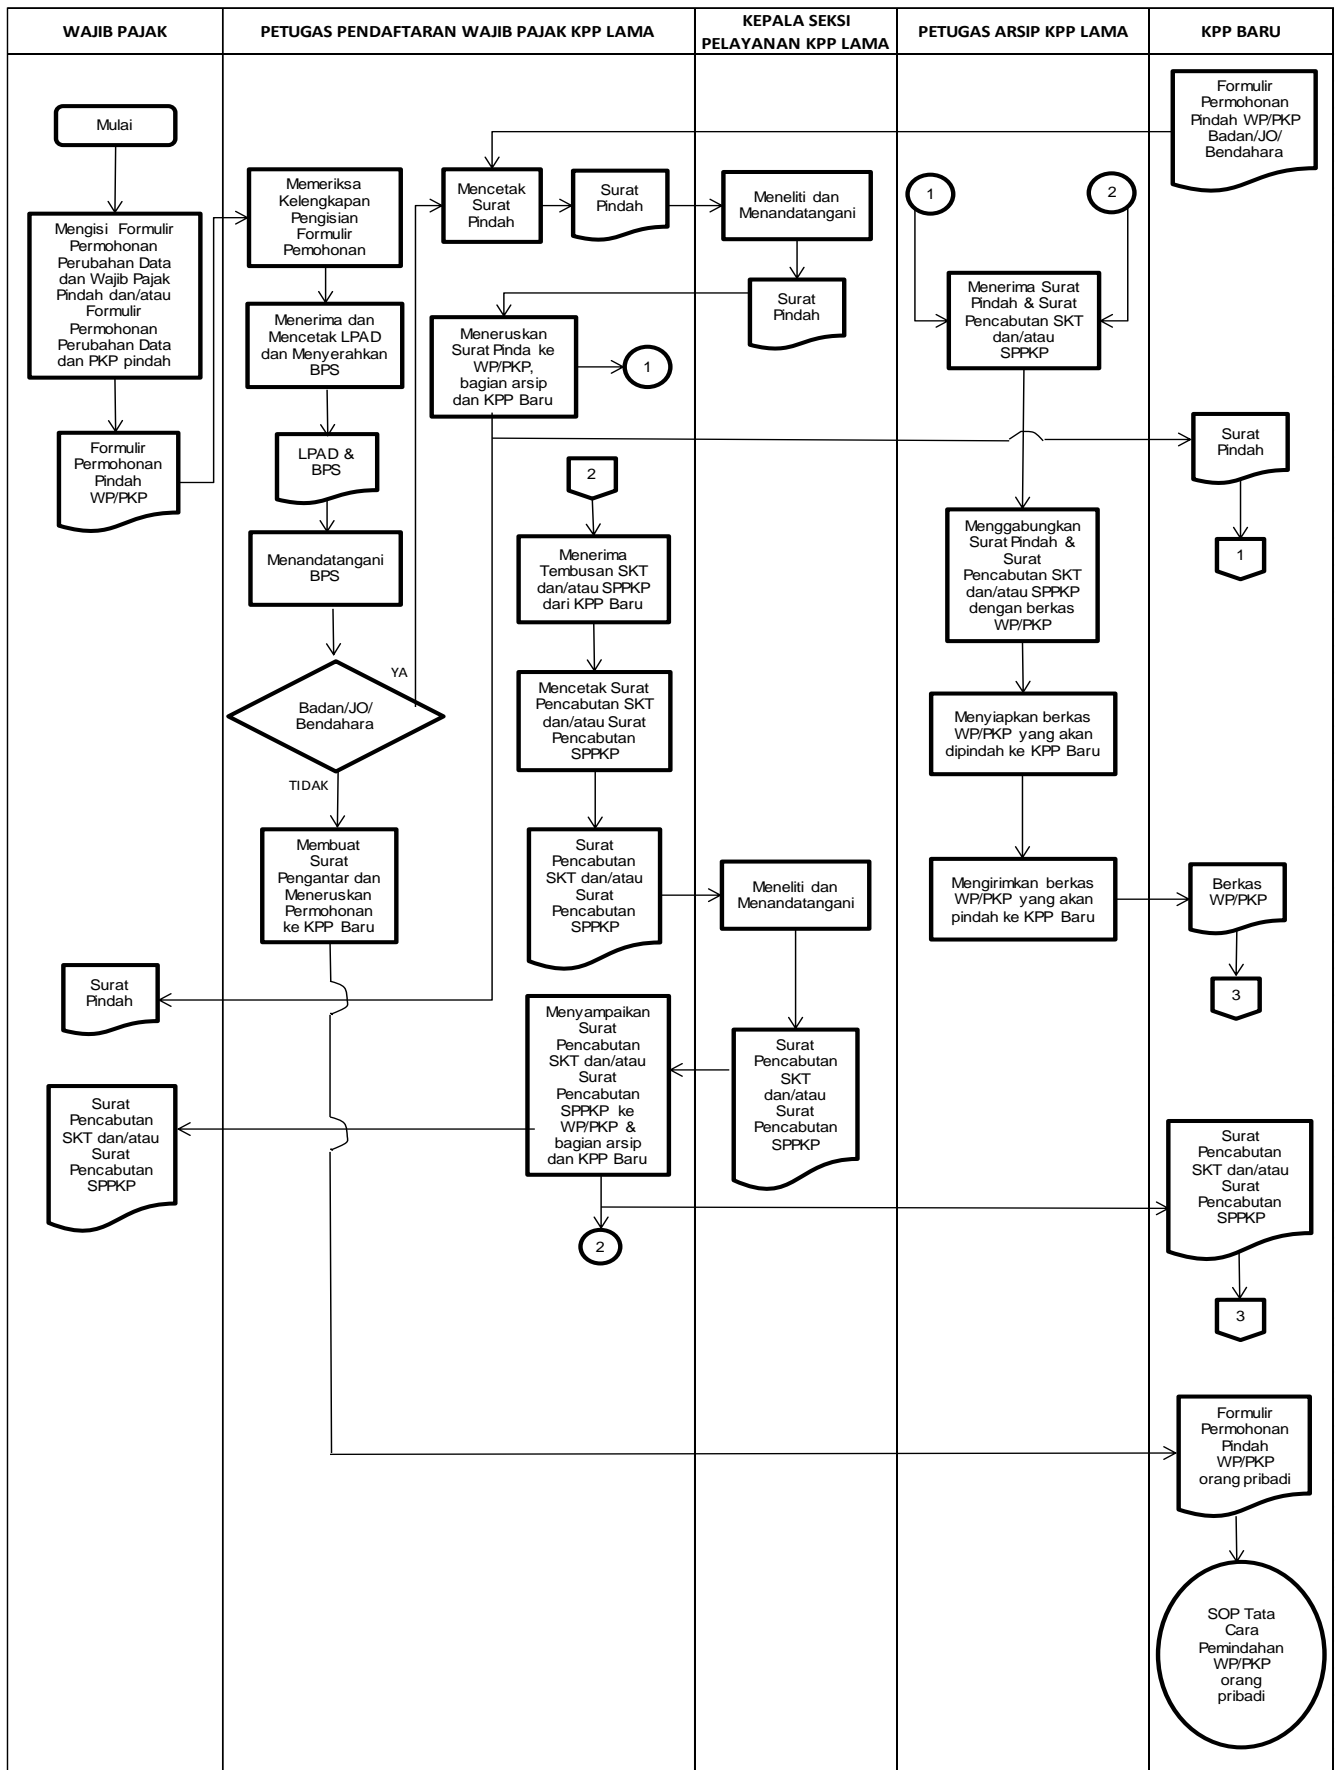 WAJIB PAJAK
PETUGAS PENDAFTARAN WAJIB PAJAK KPP LAMA
KEPALA SEKSI
PELAYANAN KPP LAMA
PETUGAS ARSIP KPP LAMA
KPP BARU
Mulai
Mengisi Formulir
Permohonan
Perubahan Data
dan Wajib Pajak
Pindah dan/atau
Formulir
Permohonan
Perubahan Data
dan PKP pindah
Formulir
Permohonan
Pindah
WP/PKP
Surat
Pindah
Surat
Pencabutan
SKT dan/atau
Surat
Pencabutan
SPPKP
Memeriksa
Kelengkapan
Pengisian
Formulir
Pemohonan
Menerima dan
Mencetak LPAD
dan Menyerahkan
BPS
LPAD &
BPS
Menandatangani
BPS
Badan/JO/
Bendahara
YA
TIDAK
Membuat
Surat
Pengantar dan
Meneruskan
Permohonan
ke KPP Baru
Mencetak
Surat
Pindah
Surat
Pindah
Meneruskan
Surat Pinda ke
WP/PKP,
bagian arsip
dan KPP Baru
1
2
Menerima
Tembusan SKT
dan/atau SPPKP
dari KPP Baru
Mencetak Surat
Pencabutan SKT
dan/atau Surat
Pencabutan
SPPKP
Surat
Pencabutan
SKT dan/atau
Surat
Pencabutan
SPPKP
Menyampaikan
Surat
Pencabutan
SKT dan/atau
Surat
Pencabutan
SPPKP ke
WP/PKP &
bagian arsip
dan KPP Baru
2
Meneliti dan
Menandatangani
Surat
Pindah
Meneliti dan
Menandatangani
Surat
Pencabutan
SKT
dan/atau
Surat
Pencabutan
SPPKP
1
2
Menerima Surat
Pindah & Surat
Pencabutan SKT
dan/atau
SPPKP
Menggabungkan
Surat Pindah &
Surat
Pencabutan SKT
dan/atau SPPKP
dengan berkas
WP/PKP
Menyiapkan berkas
WP/PKP yang akan
dipindah ke KPP Baru
Mengirimkan berkas
WP/PKP yang akan
pindah ke KPP Baru
Formulir
Permohonan
Pindah WP/PKP
Badan/JO/
Bendahara
Surat
Pindah
1
Berkas
WP/PKP
3
Surat
Pencabutan
SKT dan/atau
Surat
Pencabutan
SPPKP
3
Formulir
Permohonan
Pindah
WP/PKP
orang pribadi
SOP Tata
Cara
Pemindahan
WP/PKP
orang
pribadi